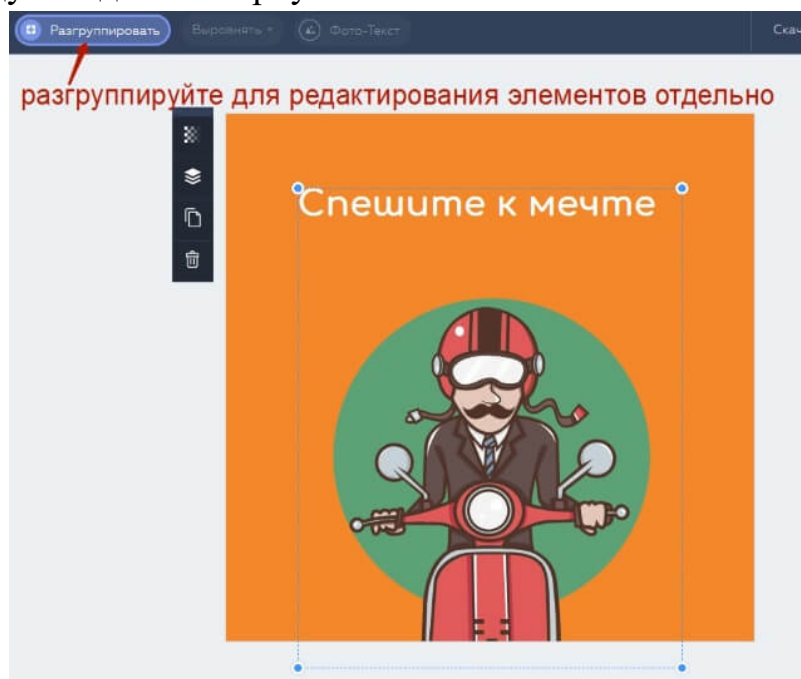 Разгруппировать Выровнять Фото-Текст Скач
разгруппируйте для редактирования элементов отдельно
Спешите к мечте